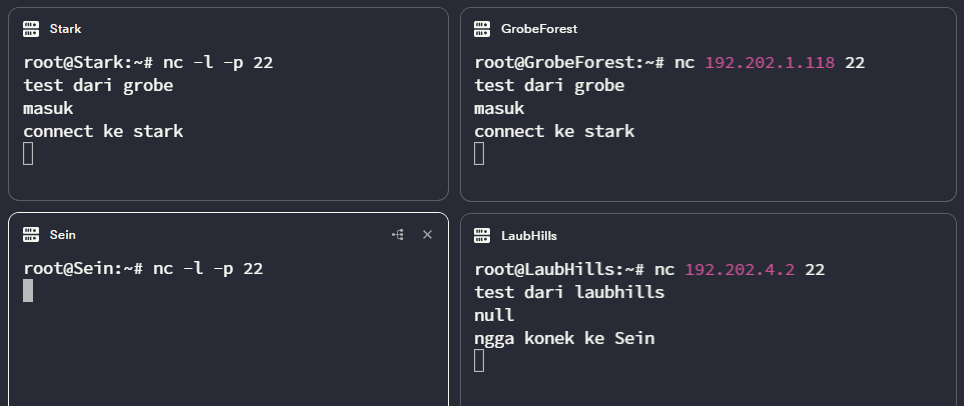 Stark
root@Stark:~# nc -l -p 22
test dari grobe
masuk
connect ke stark
GrobeForest
root@GrobeForest:~# nc 192.202.1.118 22
test dari grobe
masuk
connect ke stark
Sein
root@Sein:~# nc -l -p 22
LaubHills
root@LaubHills:~# nc 192.202.4.2 22
test dari laubhills
null
ngga konek ke Sein